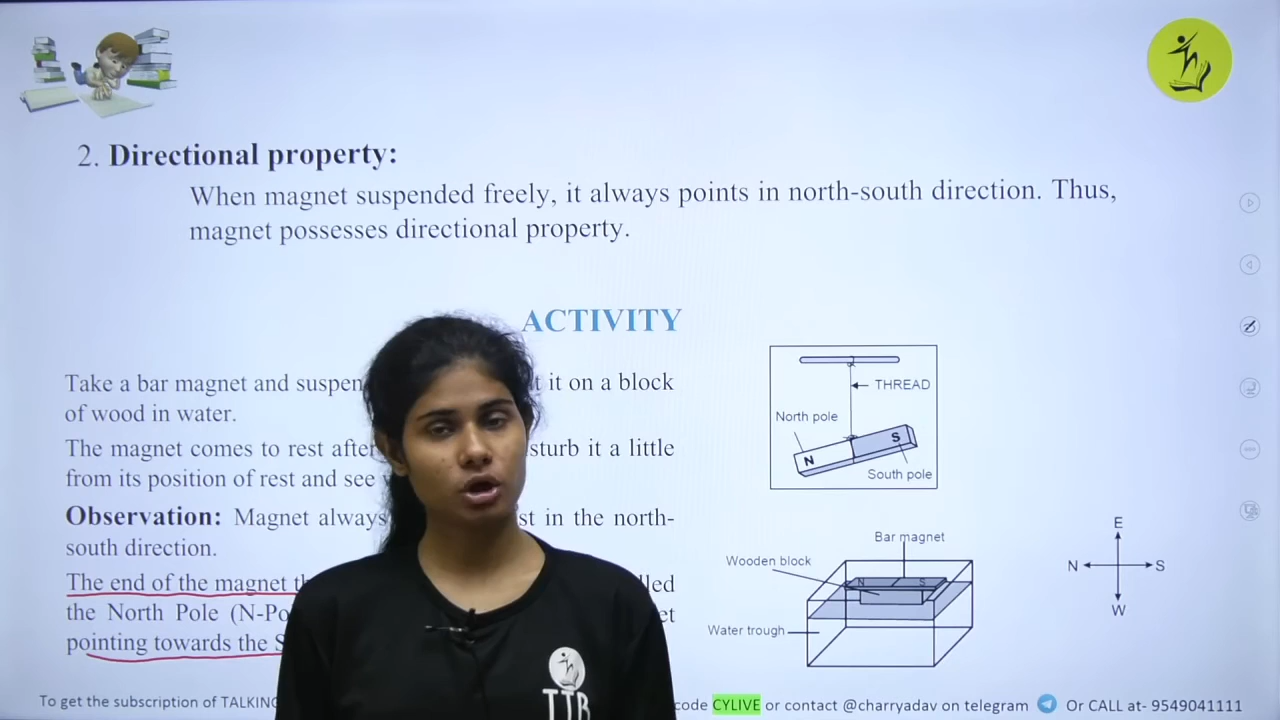 2. Directional property:
When magnet suspended freely, it always points in north-south direction. Thus,
magnet possesses directional property.
ACTIVITY
Take a bar magnet and suspen t it on a block
of wood in water.
The magnet comes to rest after sturb it a little
from its position of rest and see
Observation: Magnet always st in the north-
south direction.
The end of the magnet th lled
the North Pole (N-Po et
pointing towards the S
THREAD
North pole
N
S
South pole
Bar magnet
Wooden block
N S
Water trough
E
N S
W
TTB
To get the subscription of TALKING code CYLIVE or contact @charryadav on telegram Or CALL at- 9549041111